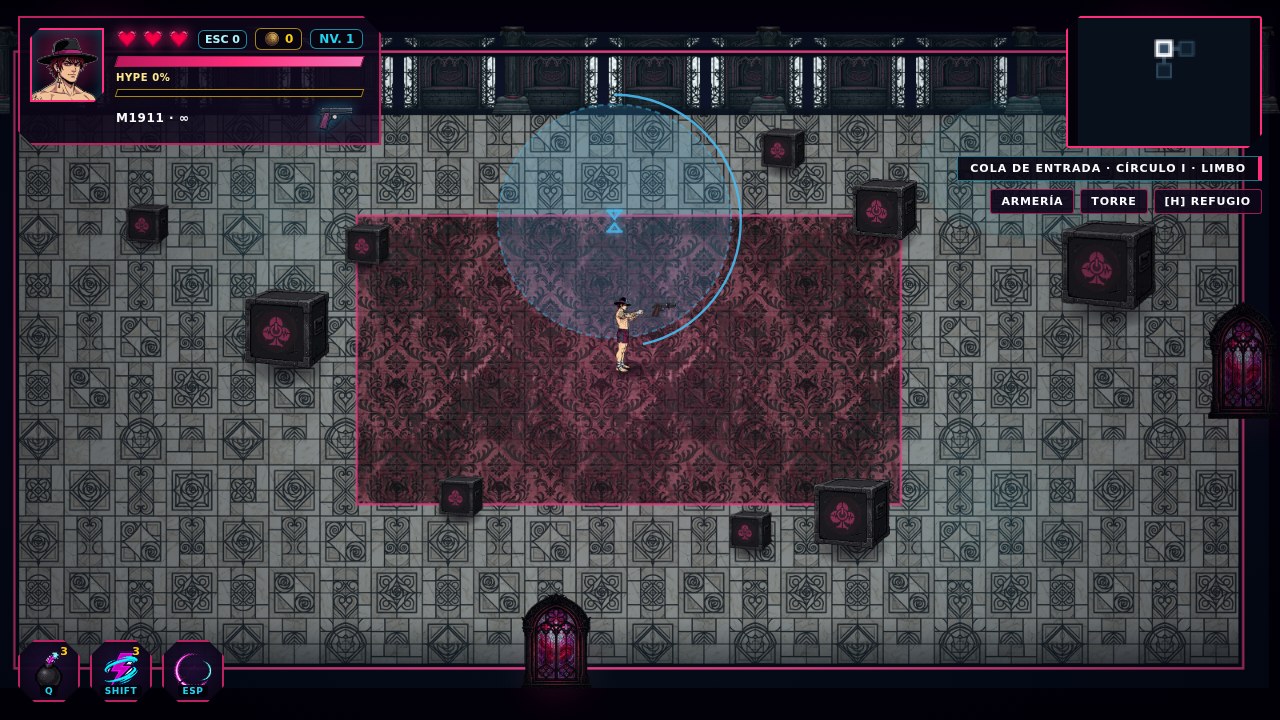 ESC 0 0 NV. 1
HYPE 0%
M1911 · ∞
COLA DE ENTRADA · CÍRCULO I · LIMBO
ARMERÍA TORRE [H] REFUGIO
3 3
Q SHIFT ESP